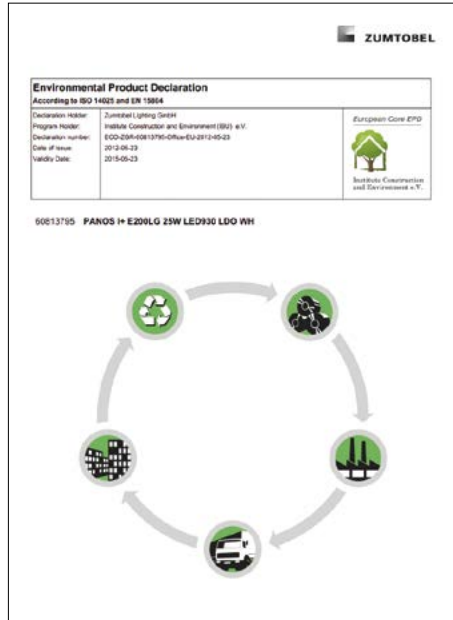 ZUMTOBEL
Environmental Product Declaration
According to ISO 14025 and EN 15804
Declaration Holder: Zumtobel Lighting GmbH
Program Holder: Institute Construction and Environment (IBU) e.V.
Declaration number: ECO-ZGR-60813795-Office-EU-2012-05-23
Date of Issue: 2012-05-23
Validity Date: 2015-05-23
European Core EPD
Institute Construction
and Environment e.V.
60813795 PANOS I+ E200LG 25W LED930 LDO WH